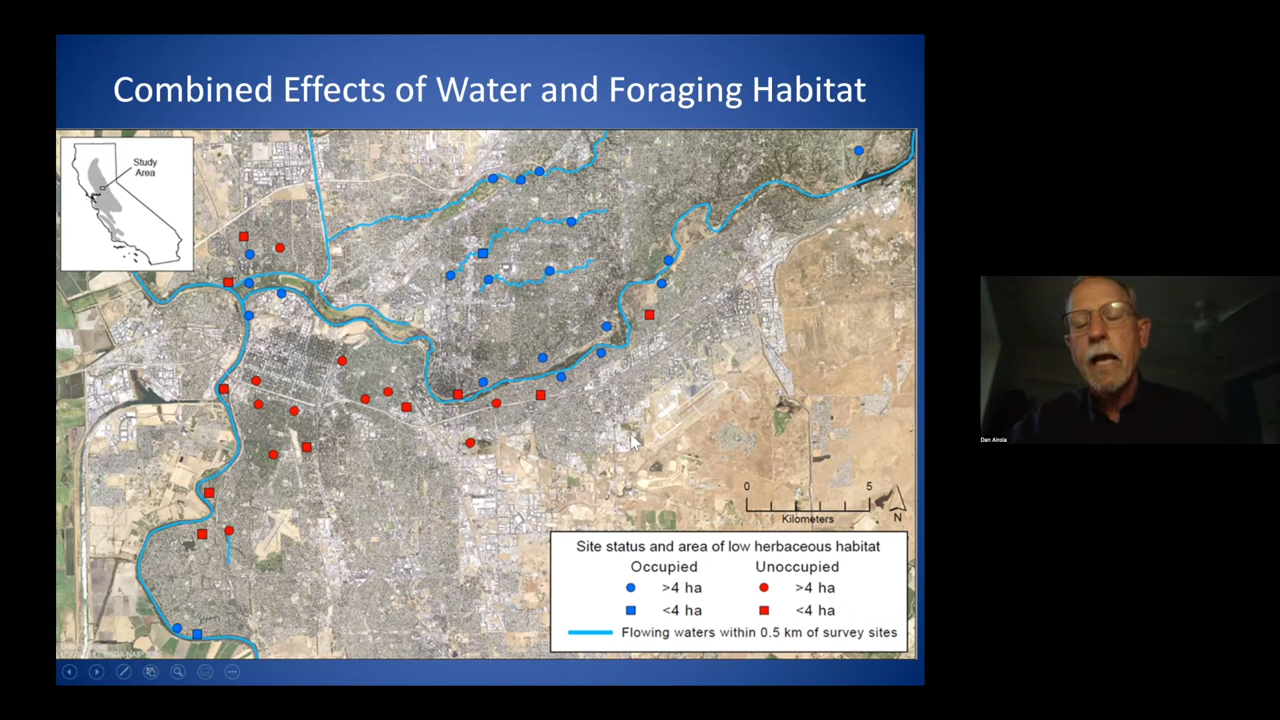 Combined Effects of Water and Foraging Habitat
Study
Area
0
5
Kilometers
N
Site status and area of low herbaceous habitat
Occupied
Unoccupied
>4 ha
>4 ha
<4 ha
<4 ha
Flowing waters within 0.5 km of survey sites
Dan Airola